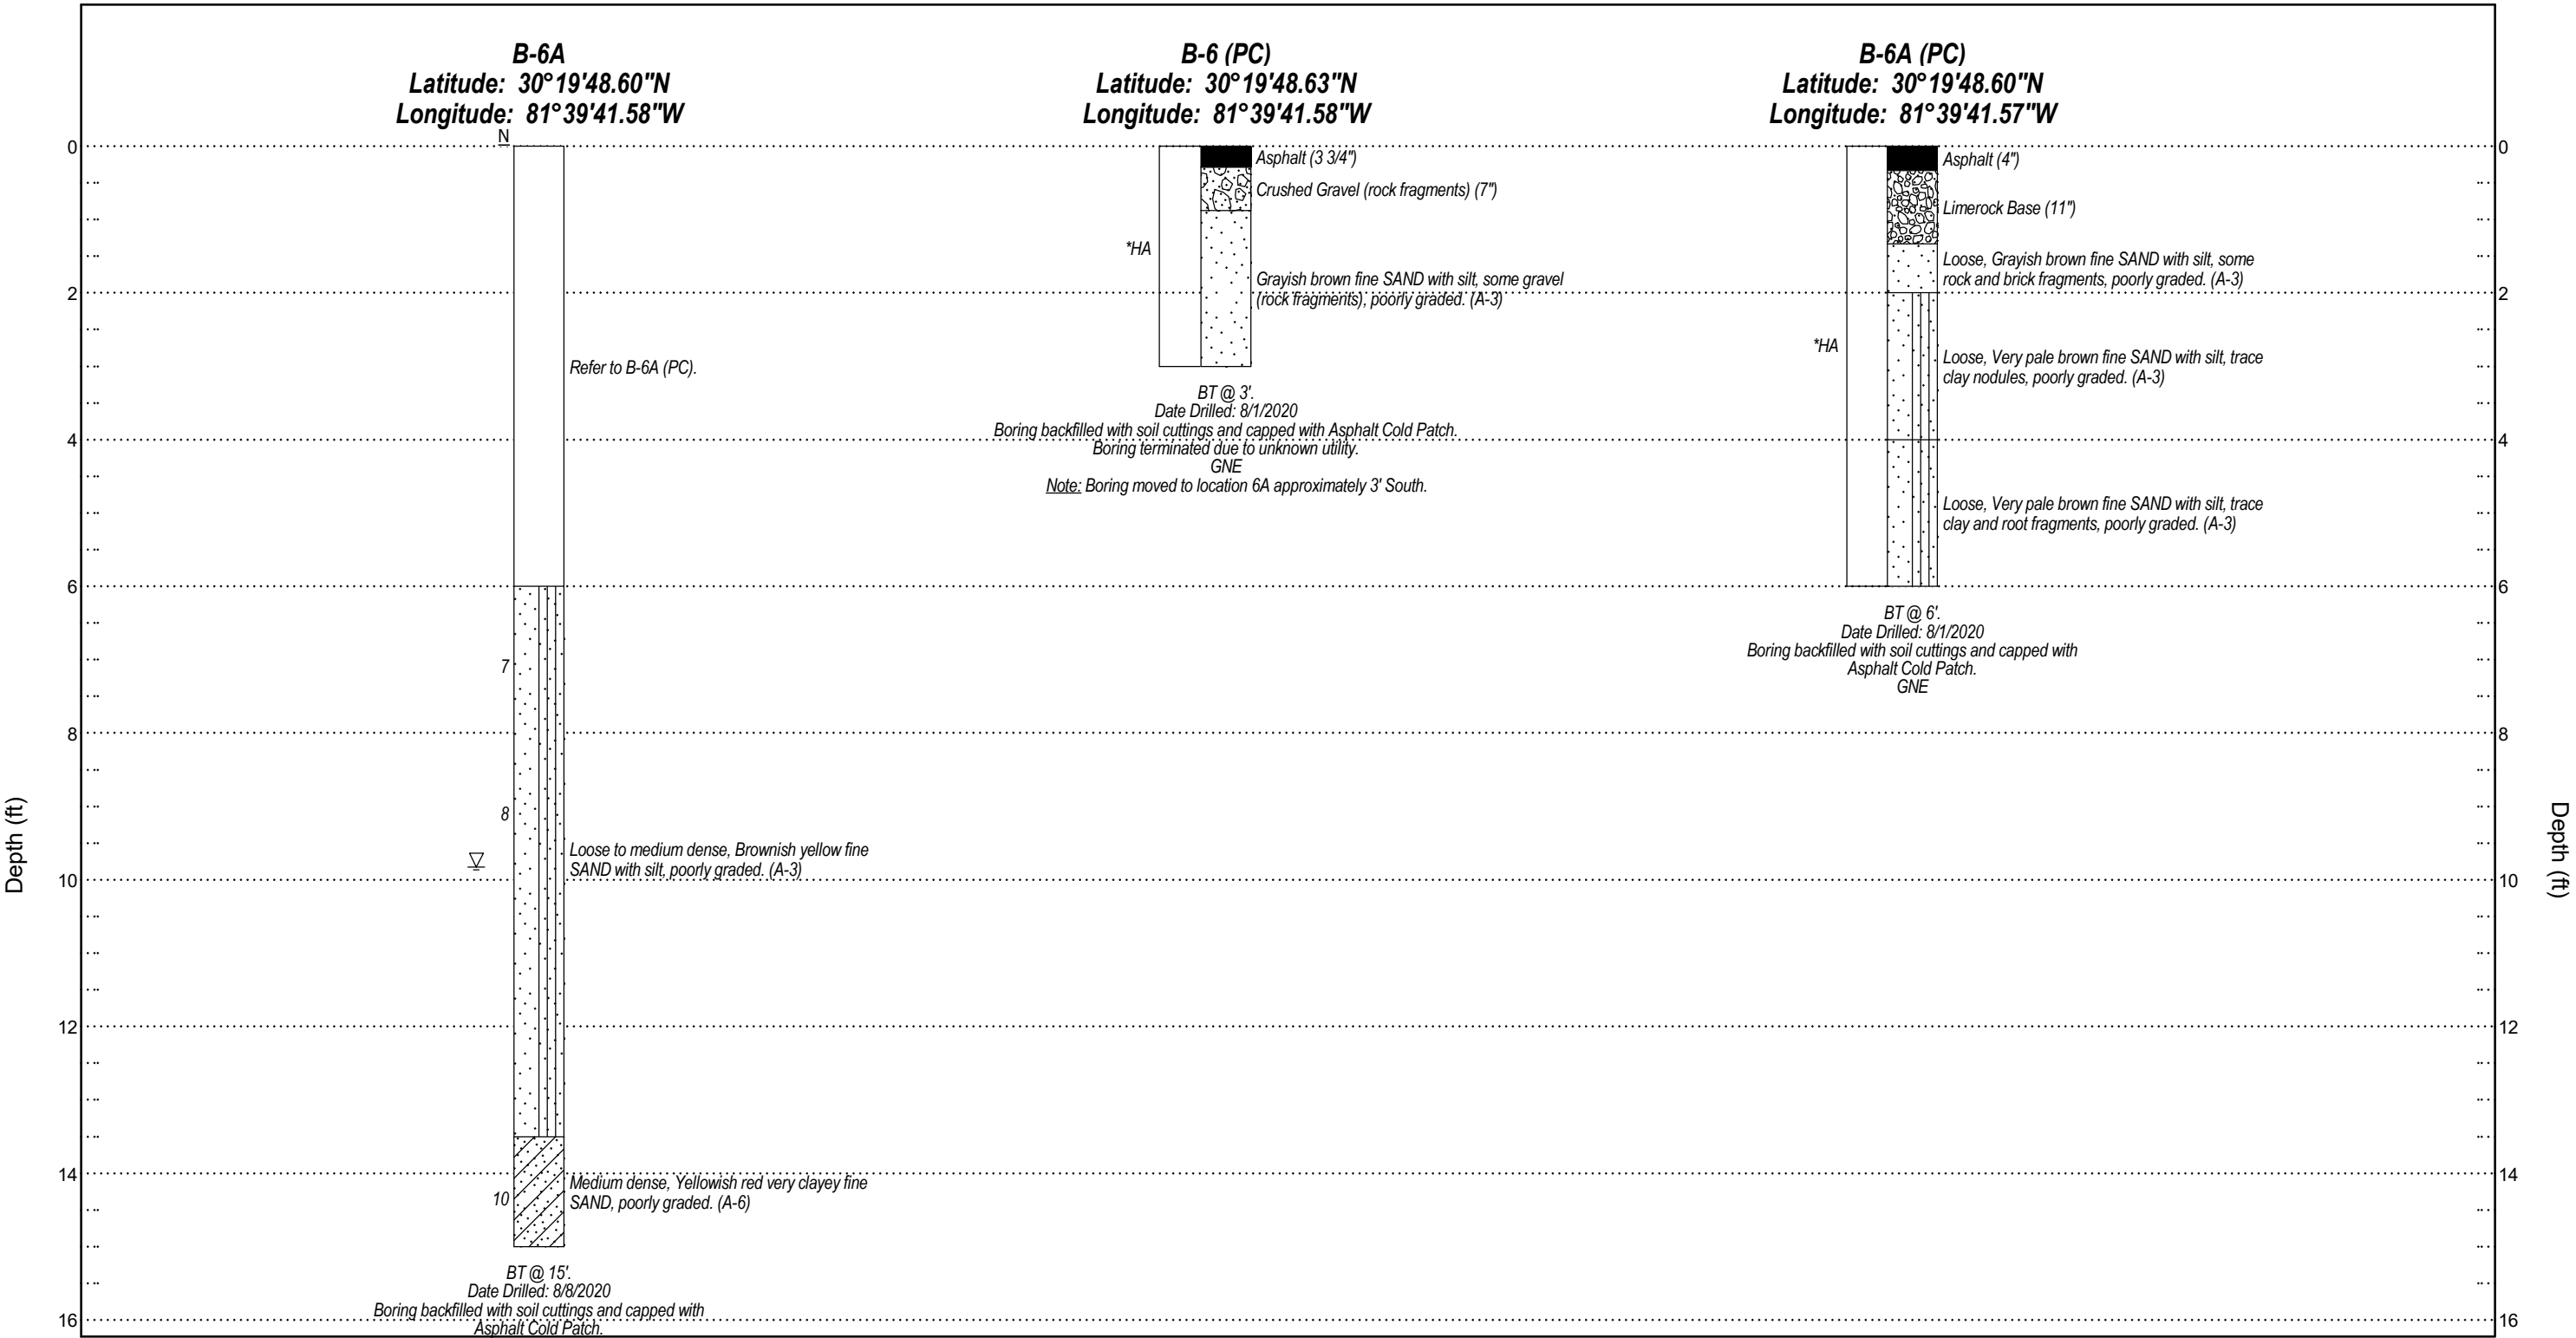 B-6A
Latitude: 30°19'48.60"N
Longitude: 81°39'41.58"W
N
Refer to B-6A (PC).
7
8
Loose to medium dense, Brownish yellow fine
SAND with silt, poorly graded. (A-3)
10
Medium dense, Yellowish red very clayey fine
SAND, poorly graded. (A-6)
BT @ 15'.
Date Drilled: 8/8/2020
Boring backfilled with soil cuttings and capped with
Asphalt Cold Patch.
B-6 (PC)
Latitude: 30°19'48.63"N
Longitude: 81°39'41.58"W
Asphalt (3 3/4")
Crushed Gravel (rock fragments) (7")
*HA
Grayish brown fine SAND with silt, some gravel
(rock fragments), poorly graded. (A-3)
BT @ 3'.
Date Drilled: 8/1/2020
Boring backfilled with soil cuttings and capped with Asphalt Cold Patch.
Boring terminated due to unknown utility.
GNE
Note: Boring moved to location 6A approximately 3' South.
B-6A (PC)
Latitude: 30°19'48.60"N
Longitude: 81°39'41.57"W
Asphalt (4")
Limerock Base (11")
Loose, Grayish brown fine SAND with silt, some
rock and brick fragments, poorly graded. (A-3)
*HA
Loose, Very pale brown fine SAND with silt, trace
clay nodules, poorly graded. (A-3)
Loose, Very pale brown fine SAND with silt, trace
clay and root fragments, poorly graded. (A-3)
BT @ 6'.
Date Drilled: 8/1/2020
Boring backfilled with soil cuttings and capped with
Asphalt Cold Patch.
GNE
Depth (ft)
0
2
4
6
8
10
12
14
16
0
2
4
6
8
10
12
14
16
Depth (ft)